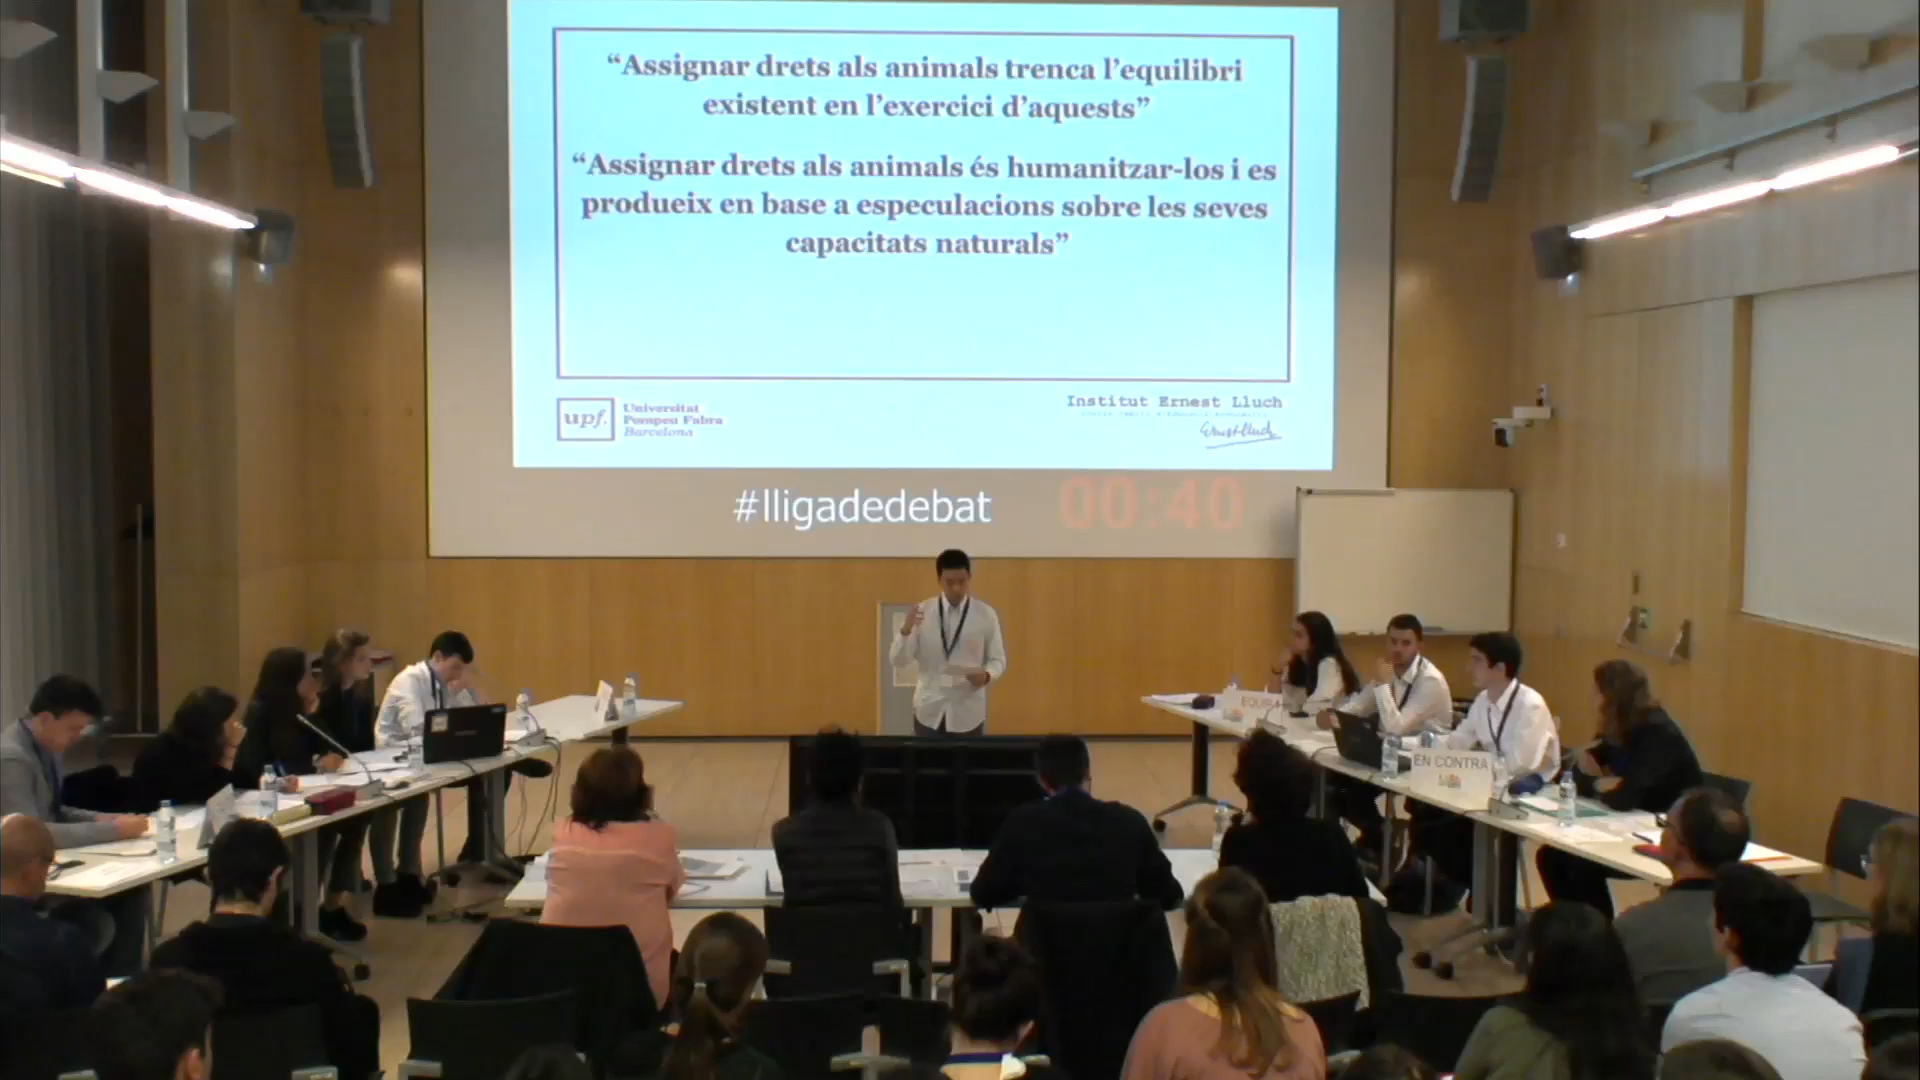 “Assignar drets als animals trenca l’equilibri
existent en l’exercici d’aquests”
“Assignar drets als animals és humanitzar-los i es
produeix en base a especulacions sobre les seves
capacitats naturals”
upf.
Universitat
Pompeu Fabra
Barcelona
Institut Ernest Lluch
#lligadedebat
00:40
EQUIP
EN CONTRA